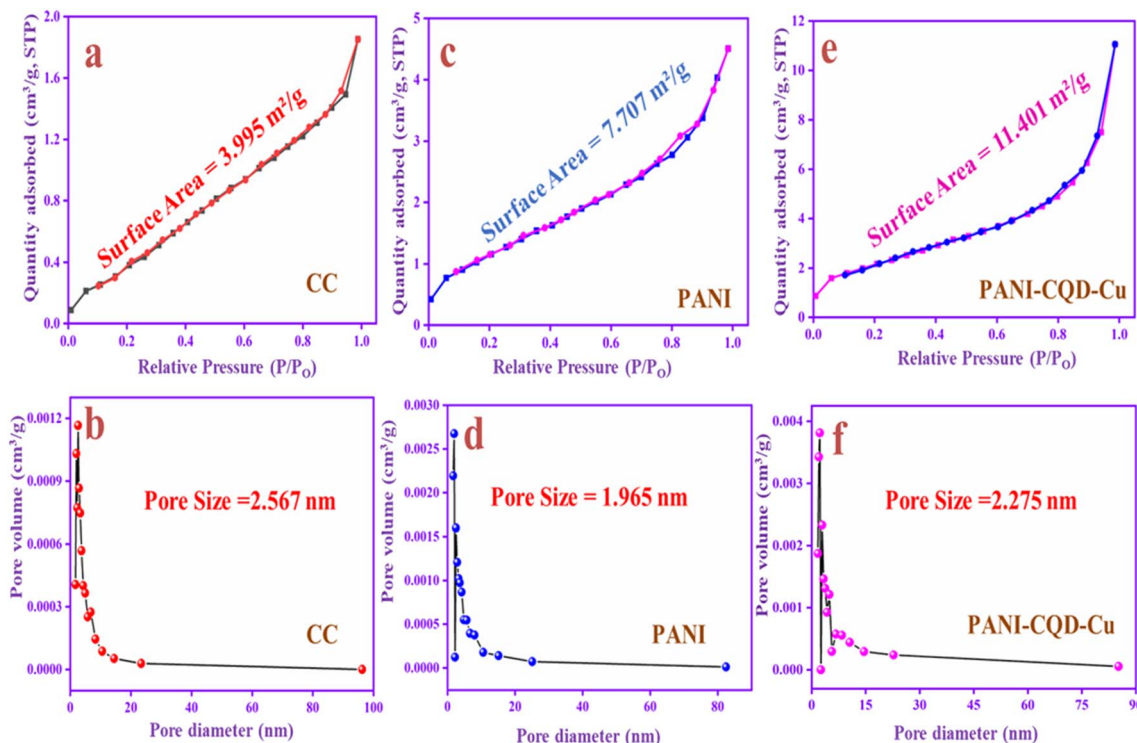 a
Quantity adsorbed (cm³/g, STP)
2.0
1.6
1.2
0.8
0.4
0.0
Surface Area = 3.995 m²/g
CC
0.0 0.2 0.4 0.6 0.8 1.0
Relative Pressure (P/P_O)
c
Quantity adsorbed (cm³/g, STP)
5
4
3
2
1
0
Surface Area = 7.707 m²/g
PANI
0.0 0.2 0.4 0.6 0.8 1.0
Relative Pressure (P/P_O)
e
Quantity adsorbed (cm³/g, STP)
12
10
8
6
4
2
0
Surface Area = 11.401 m²/g
PANI-CQD-Cu
0.0 0.2 0.4 0.6 0.8 1.0
Relative Pressure (P/P_O)
b
Pore volume (cm³/g)
0.0012
0.0009
0.0006
0.0003
0.0000
Pore Size =2.567 nm
CC
0 20 40 60 80 100
Pore diameter (nm)
d
Pore volume (cm³/g)
0.0030
0.0025
0.0020
0.0015
0.0010
0.0005
0.0000
Pore Size = 1.965 nm
PANI
0 20 40 60 80
Pore diameter (nm)
f
Pore volume (cm³/g)
0.004
0.003
0.002
0.001
0.000
Pore Size = 2.275 nm
PANI-CQD-Cu
0 15 30 45 60 75 90
Pore diameter (nm)